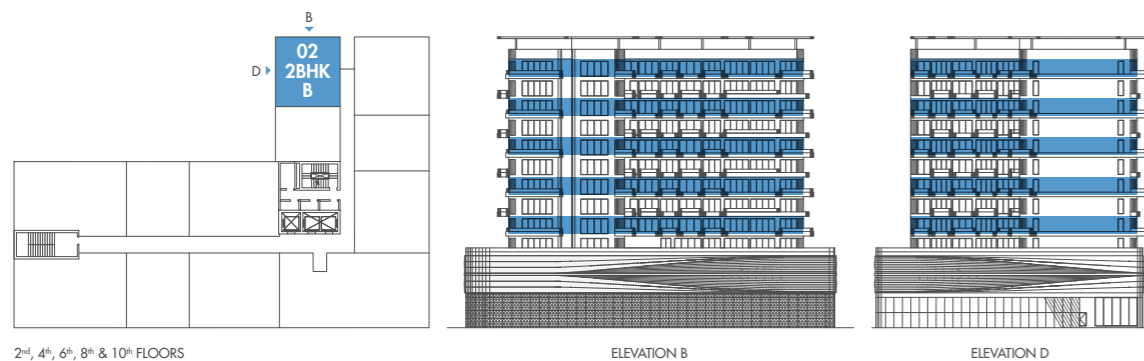 B
D
02
2BHK
B
2nd, 4th, 6th, 8th & 10th FLOORS
ELEVATION B
ELEVATION D